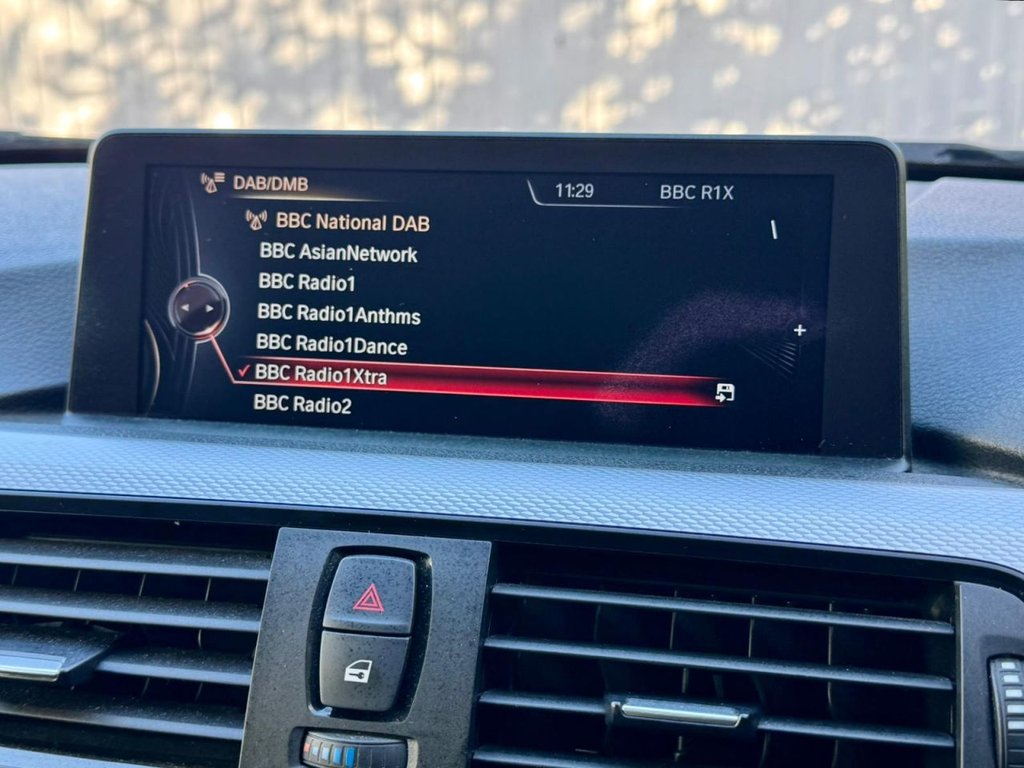 DAB/DMB 11:29 BBC R1X
BBC National DAB
BBC AsianNetwork
BBC Radio1
BBC Radio1Anthms
BBC Radio1Dance
BBC Radio1Xtra
BBC Radio2